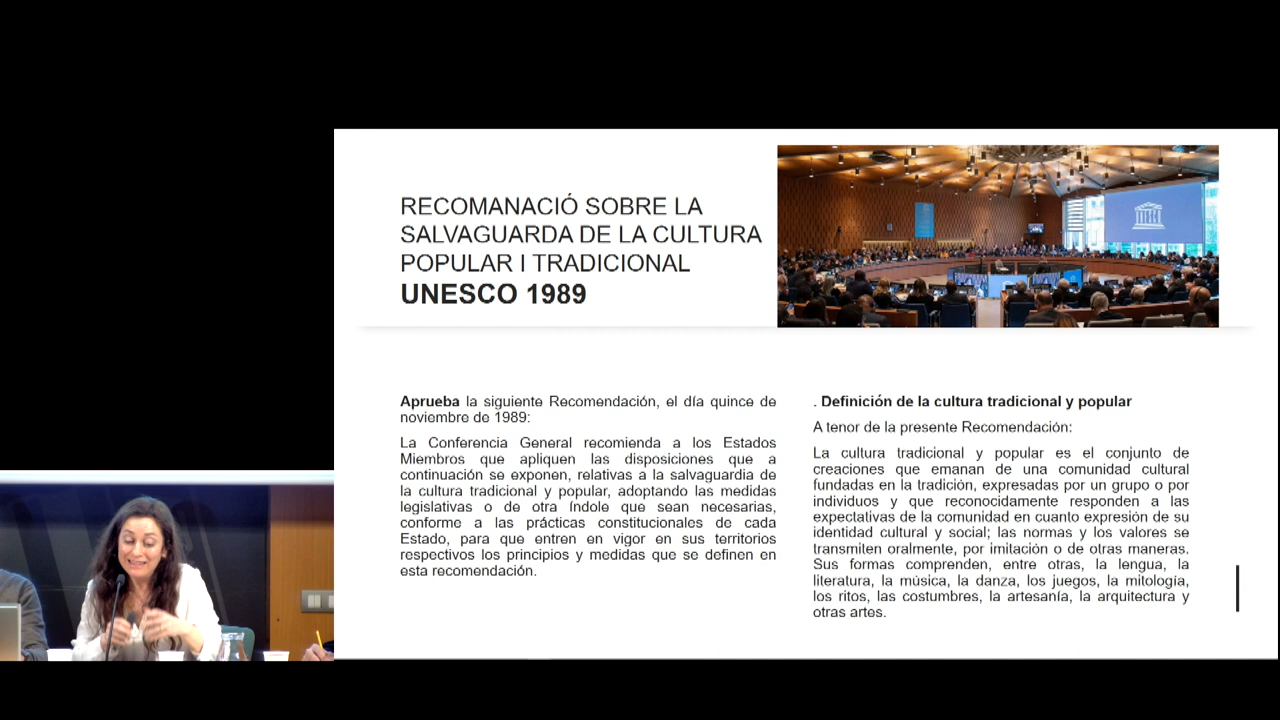 RECOMANACIÓ SOBRE LA
SALVAGUARDA DE LA CULTURA
POPULAR I TRADICIONAL
UNESCO 1989
UNESCO
Aprueba la siguiente Recomendación, el día quince de
noviembre de 1989:
La Conferencia General recomienda a los Estados
Miembros que apliquen las disposiciones que a
continuación se exponen, relativas a la salvaguardia de
la cultura tradicional y popular, adoptando las medidas
legislativas o de otra índole que sean necesarias,
conforme a las prácticas constitucionales de cada
Estado, para que entren en vigor en sus territorios
respectivos los principios y medidas que se definen en
esta recomendación.
. Definición de la cultura tradicional y popular
A tenor de la presente Recomendación:
La cultura tradicional y popular es el conjunto de
creaciones que emanan de una comunidad cultural
fundadas en la tradición, expresadas por un grupo o por
individuos y que reconocidamente responden a las
expectativas de la comunidad en cuanto expresión de su
identidad cultural y social; las normas y los valores se
transmiten oralmente, por imitación o de otras maneras.
Sus formas comprenden, entre otras, la lengua, la
literatura, la música, la danza, los juegos, la mitología,
los ritos, las costumbres, la artesanía, la arquitectura y
otras artes.